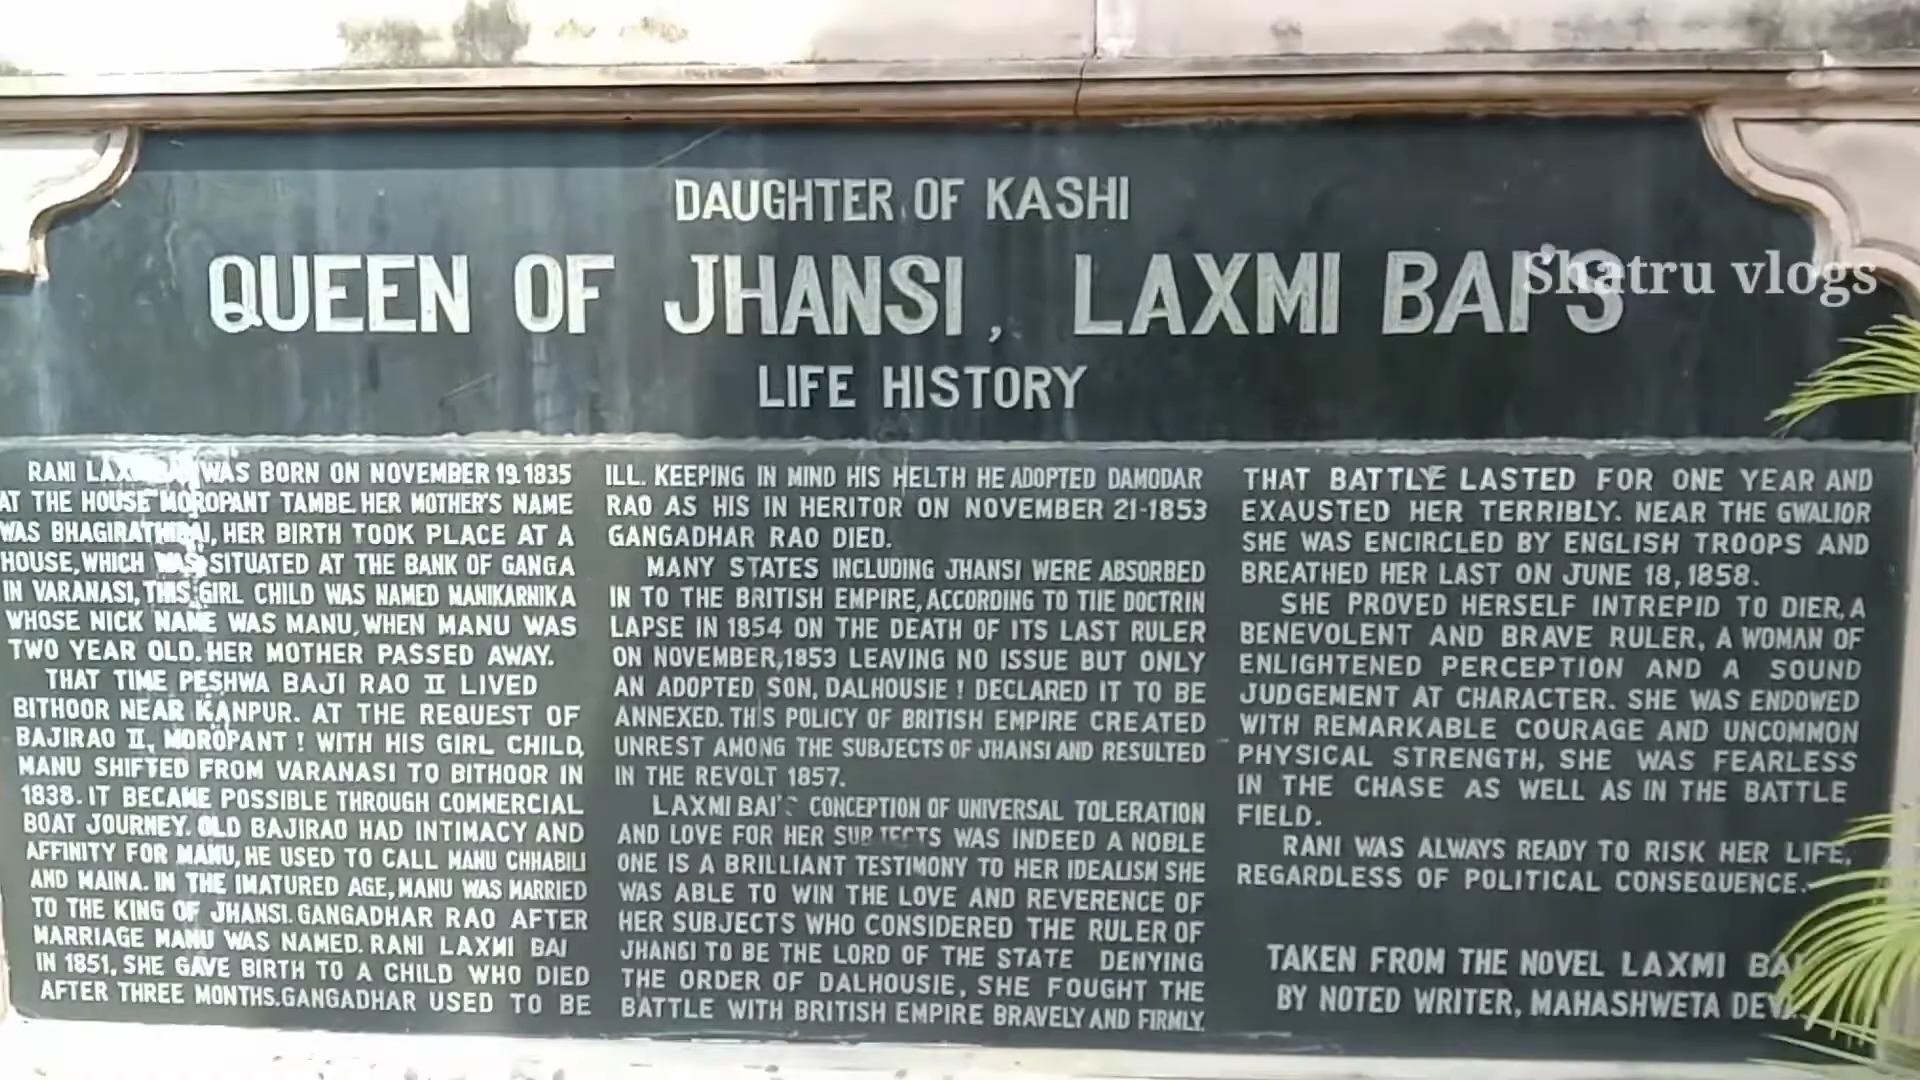 DAUGHTER OF KASHI
QUEEN OF JHANSI, LAXMI BAI'S
Shatru vlogs
LIFE HISTORY
RANI LAXMI BAI WAS BORN ON NOVEMBER 19.1835
AT THE HOUSE MOROPANT TAMBE. HER MOTHER'S NAME
WAS BHAGIRATHIBAI, HER BIRTH TOOK PLACE AT A
HOUSE, WHICH WAS SITUATED AT THE BANK OF GANGA
IN VARANASI, THIS GIRL CHILD WAS NAMED MANIKARNIKA
WHOSE NICK NAME WAS MANU, WHEN MANU WAS
TWO YEAR OLD. HER MOTHER PASSED AWAY.
THAT TIME PESHWA BAJI RAO II LIVED
BITHOOR NEAR KANPUR. AT THE REQUEST OF
BAJIRAO II, MOROPANT ! WITH HIS GIRL CHILD,
MANU SHIFTED FROM VARANASI TO BITHOOR IN
1838. IT BECAME POSSIBLE THROUGH COMMERCIAL
BOAT JOURNEY. OLD BAJIRAO HAD INTIMACY AND
AFFINITY FOR MANU, HE USED TO CALL MANU CHHABILI
AND MAINA. IN THE IMATURED AGE, MANU WAS MARRIED
TO THE KING OF JHANSI. GANGADHAR RAO AFTER
MARRIAGE MANU WAS NAMED. RANI LAXMI BAI
IN 1851, SHE GAVE BIRTH TO A CHILD WHO DIED
AFTER THREE MONTHS. GANGADHAR USED TO BE
ILL. KEEPING IN MIND HIS HELTH HE ADOPTED DAMODAR
RAO AS HIS IN HERITOR ON NOVEMBER 21-1853
GANGADHAR RAO DIED.
MANY STATES INCLUDING JHANSI WERE ABSORBED
IN TO THE BRITISH EMPIRE, ACCORDING TO THE DOCTRIN
LAPSE IN 1854 ON THE DEATH OF ITS LAST RULER
ON NOVEMBER, 1853 LEAVING NO ISSUE BUT ONLY
AN ADOPTED SON, DALHOUSIE ! DECLARED IT TO BE
ANNEXED. THIS POLICY OF BRITISH EMPIRE CREATED
UNREST AMONG THE SUBJECTS OF JHANSI AND RESULTED
IN THE REVOLT 1857.
LAXMI BAI'S CONCEPTION OF UNIVERSAL TOLERATION
AND LOVE FOR HER SUBJECTS WAS INDEED A NOBLE
ONE IS A BRILLIANT TESTIMONY TO HER IDEALISM SHE
WAS ABLE TO WIN THE LOVE AND REVERENCE OF
HER SUBJECTS WHO CONSIDERED THE RULER OF
JHANSI TO BE THE LORD OF THE STATE DENYING
THE ORDER OF DALHOUSIE, SHE FOUGHT THE
BATTLE WITH BRITISH EMPIRE BRAVELY AND FIRMLY.
THAT BATTLE LASTED FOR ONE YEAR AND
EXAUSTED HER TERRIBLY. NEAR THE GWALIOR
SHE WAS ENCIRCLED BY ENGLISH TROOPS AND
BREATHED HER LAST ON JUNE 18, 1858.
SHE PROVED HERSELF INTREPID TO DIER, A
BENEVOLENT AND BRAVE RULER, A WOMAN OF
ENLIGHTENED PERCEPTION AND A SOUND
JUDGEMENT AT CHARACTER. SHE WAS ENDOWED
WITH REMARKABLE COURAGE AND UNCOMMON
PHYSICAL STRENGTH, SHE WAS FEARLESS
IN THE CHASE AS WELL AS IN THE BATTLE
FIELD.
RANI WAS ALWAYS READY TO RISK HER LIFE,
REGARDLESS OF POLITICAL CONSEQUENCE.
TAKEN FROM THE NOVEL LAXMI BAI
BY NOTED WRITER, MAHASHWETA DEVI